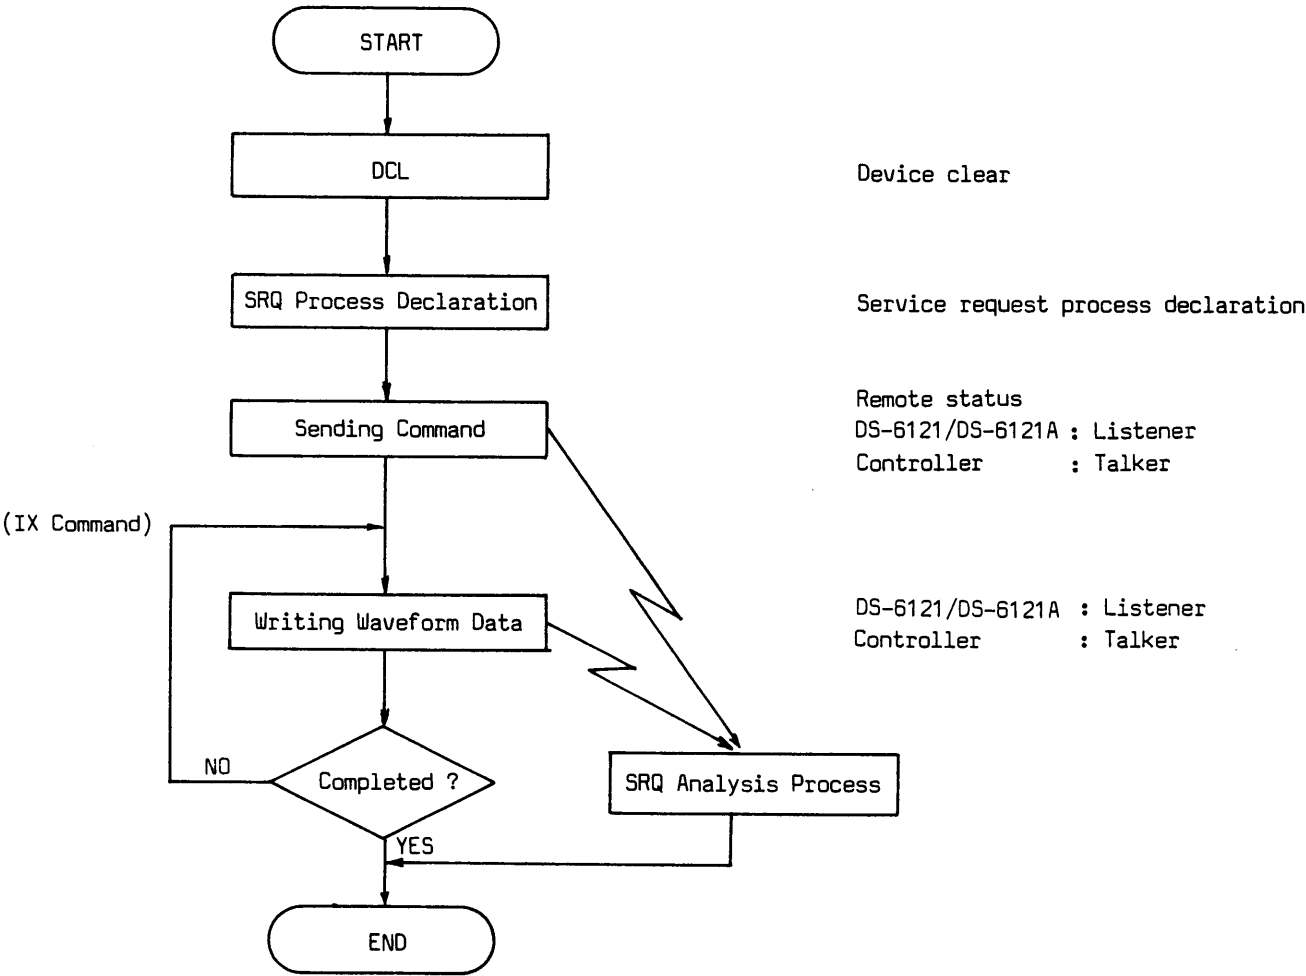 START
DCL
Device clear
SRQ Process Declaration
Service request process declaration
Sending Command
Remote status
DS-6121/DS-6121A : Listener
Controller : Talker
(IX Command)
Writing Waveform Data
DS-6121/DS-6121A : Listener
Controller : Talker
NO
Completed ?
SRQ Analysis Process
YES
END